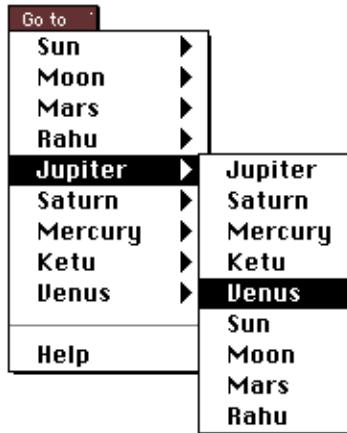 Go to
Sun
Moon
Mars
Rahu
Jupiter
Saturn
Mercury
Ketu
Venus
Help
Jupiter
Saturn
Mercury
Ketu
Venus
Sun
Moon
Mars
Rahu